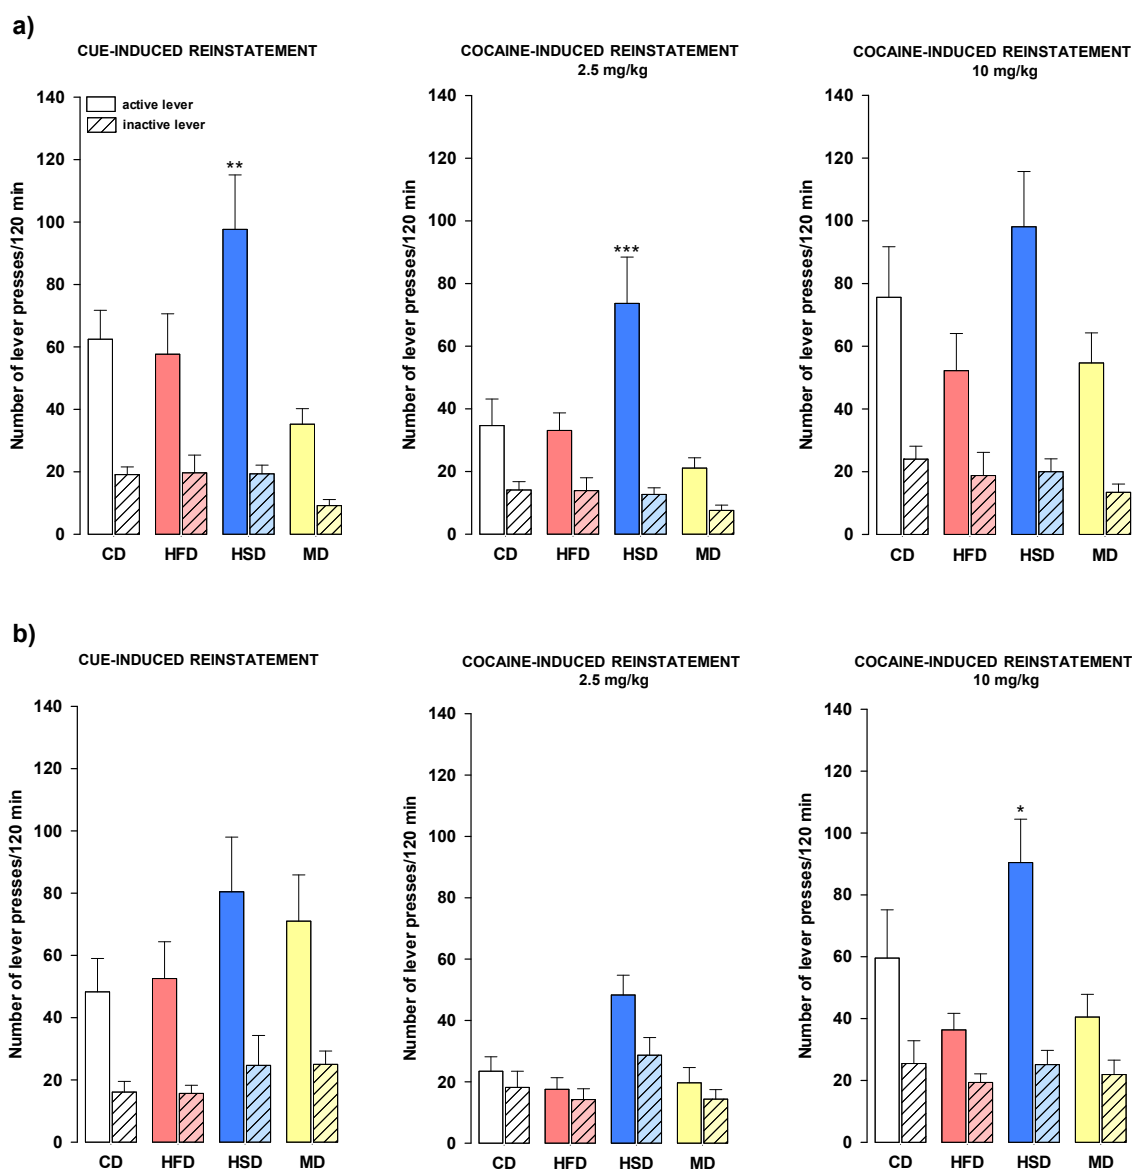 a)
CUE-INDUCED REINSTATEMENT
Number of lever presses/120 min
140
120
100
80
60
40
20
0
active lever
inactive lever
**
CD HFD HSD MD
COCAINE-INDUCED REINSTATEMENT
2.5 mg/kg
Number of lever presses/120 min
140
120
100
80
60
40
20
0
***
CD HFD HSD MD
COCAINE-INDUCED REINSTATEMENT
10 mg/kg
Number of lever presses/120 min
140
120
100
80
60
40
20
0
CD HFD HSD MD
b)
CUE-INDUCED REINSTATEMENT
Number of lever presses/120 min
140
120
100
80
60
40
20
0
CD HFD HSD MD
COCAINE-INDUCED REINSTATEMENT
2.5 mg/kg
Number of lever presses/120 min
140
120
100
80
60
40
20
0
CD HFD HSD MD
COCAINE-INDUCED REINSTATEMENT
10 mg/kg
Number of lever presses/120 min
140
120
100
80
60
40
20
0
*
CD HFD HSD MD